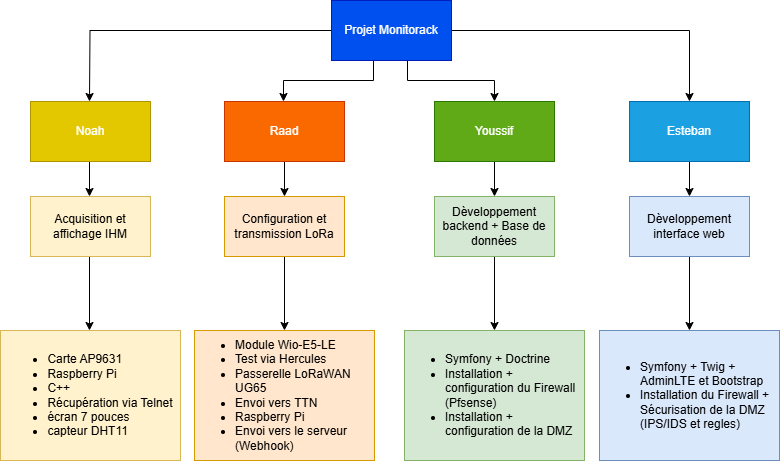 Projet Monitorack
Noah
Raad
Youssif
Esteban
Acquisition et
affichage IHM
Configuration et
transmission LoRa
Dèveloppement
backend + Base de
données
Dèveloppement
interface web
• Carte AP9631
• Raspberry Pi
• C++
• Récupération via Telnet
• écran 7 pouces
• capteur DHT11
• Module Wio-E5-LE
• Test via Hercules
• Passerelle LoRaWAN
UG65
• Envoi vers TTN
• Raspberry Pi
• Envoi vers le serveur
(Webhook)
• Symfony + Doctrine
• Installation +
configuration du Firewall
(Pfsense)
• Installation +
configuration de la DMZ
• Symfony + Twig +
AdminLTE et Bootstrap
• Installation du Firewall +
Sécurisation de la DMZ
(IPS/IDS et regles)